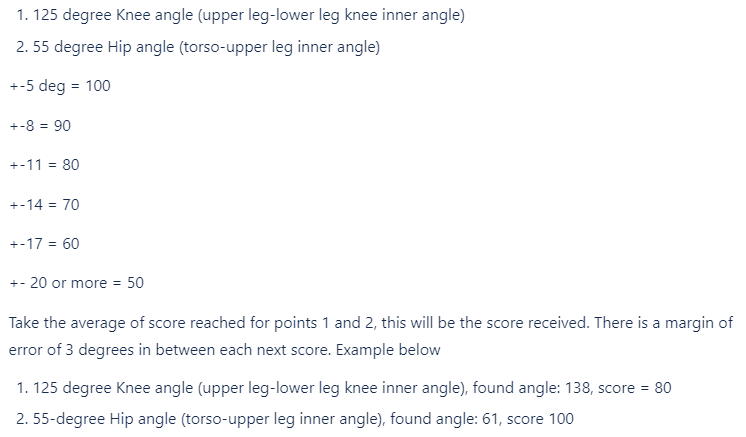 1. 125 degree Knee angle (upper leg-lower leg knee inner angle)
2. 55 degree Hip angle (torso-upper leg inner angle)
+-5 deg = 100
+-8 = 90
+-11 = 80
+-14 = 70
+-17 = 60
+- 20 or more = 50
Take the average of score reached for points 1 and 2, this will be the score received. There is a margin of
error of 3 degrees in between each next score. Example below
1. 125 degree Knee angle (upper leg-lower leg knee inner angle), found angle: 138, score = 80
2. 55-degree Hip angle (torso-upper leg inner angle), found angle: 61, score 100